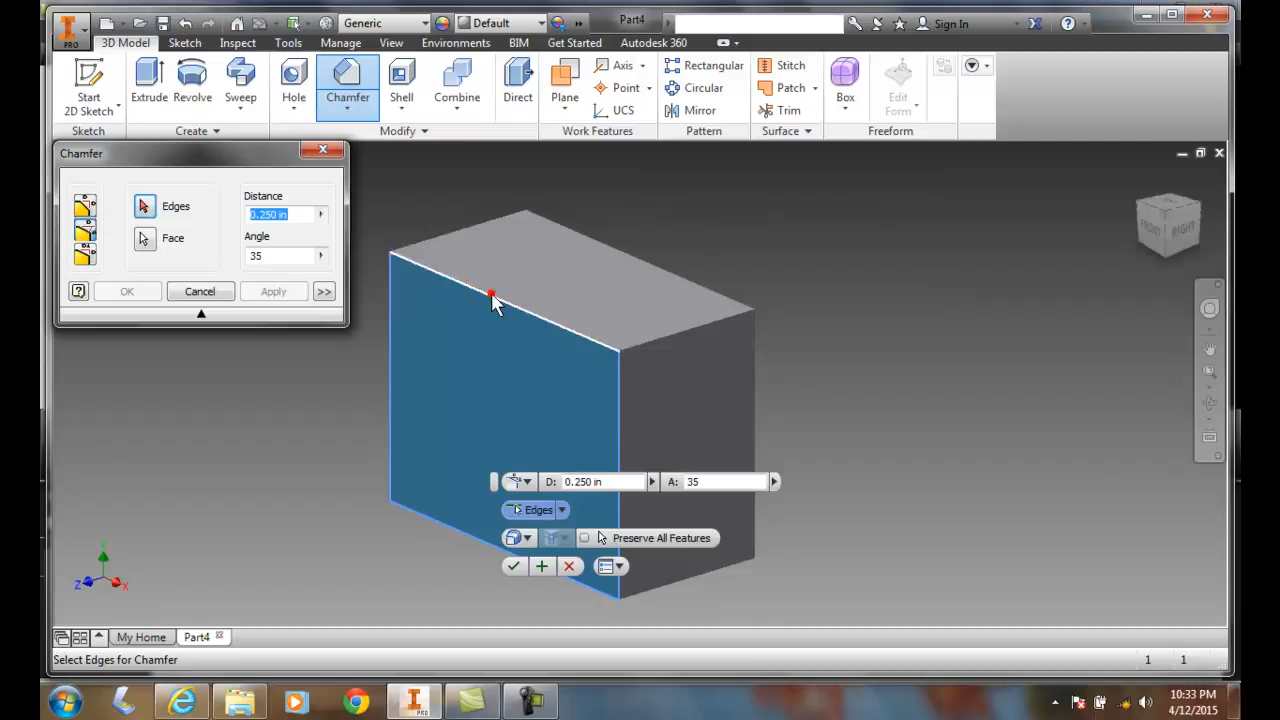 Generic
Default
Part4
Sign In
PRO
3D Model Sketch Inspect Tools Manage View Environments BIM Get Started Autodesk 360
Start 2D Sketch
Extrude Revolve Sweep
Hole Chamfer Shell Combine Direct
Plane Axis Point UCS
Rectangular Circular Mirror
Stitch Patch Trim
Box Edit Form
Sketch Create Modify Work Features Pattern Surface Freeform
Chamfer
Edges
Face
Distance
0.250 in
Angle
35
OK Cancel Apply >>
FRONT RIGHT
D: 0.250 in A: 35
Edges
Preserve All Features
Y
Z X
My Home Part4
Select Edges for Chamfer 1 1
PRO
10:33 PM
4/12/2015